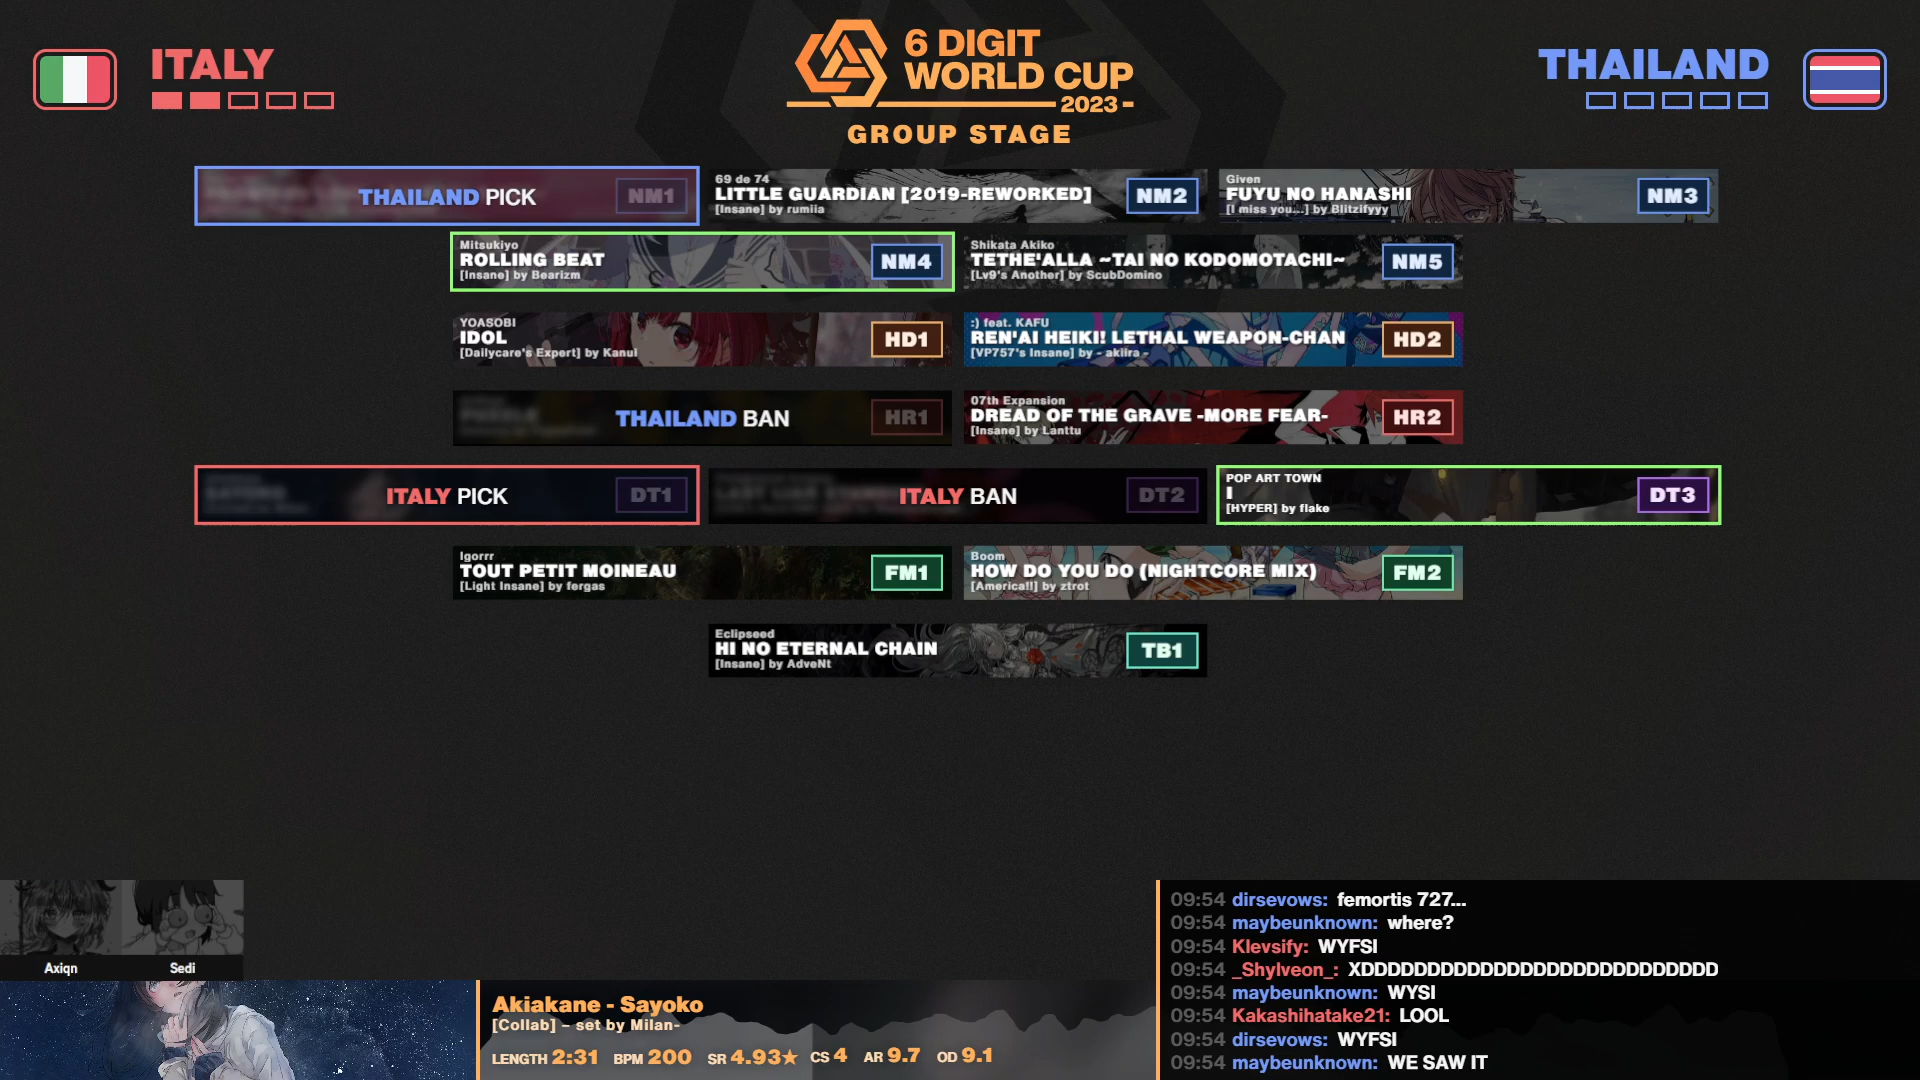 ITALY
6 DIGIT
WORLD CUP
2023
GROUP STAGE
THAILAND
THAILAND PICK
NM1
69 de 74
LITTLE GUARDIAN [2019-REWORKED]
[Insane] by rumiia
NM2
Given
FUYU NO HANASHI
[I miss you...] by Blitzifyyy
NM3
Mitsukiyo
ROLLING BEAT
[Insane] by Bearizm
NM4
Shikata Akiko
TETHE'ALLA ~TAI NO KODOMOTACHI~
[Lv9's Another] by ScubDomino
NM5
YOASOBI
IDOL
[Dailycare's Expert] by Kanui
HD1
:) feat. KAFU
REN'AI HEIKI! LETHAL WEAPON-CHAN
[VP757's Insane] by - akiira -
HD2
THAILAND BAN
HR1
07th Expansion
DREAD OF THE GRAVE -MORE FEAR-
[Insane] by Lanttu
HR2
ITALY PICK
DT1
ITALY BAN
DT2
POP ART TOWN
I
[HYPER] by flake
DT3
Igorrr
TOUT PETIT MOINEAU
[Light Insane] by fergas
FM1
Boom
HOW DO YOU DO (NIGHTCORE MIX)
[America!!] by ztrot
FM2
Eclipseed
HI NO ETERNAL CHAIN
[Insane] by AdveNt
TB1
Axiqn
Sedi
Akiakane - Sayoko
[Collab] - set by Milan-
LENGTH 2:31 BPM 200 SR 4.93★ CS 4 AR 9.7 OD 9.1
09:54 dirsevows: femortis 727...
09:54 maybeunknown: where?
09:54 Klevsify: WYFSI
09:54 _Shylveon_: XDDDDDDDDDDDDDDDDDDDDDDDDDDD
09:54 maybeunknown: WYSI
09:54 Kakashihatake21: LOOL
09:54 dirsevows: WYFSI
09:54 maybeunknown: WE SAW IT